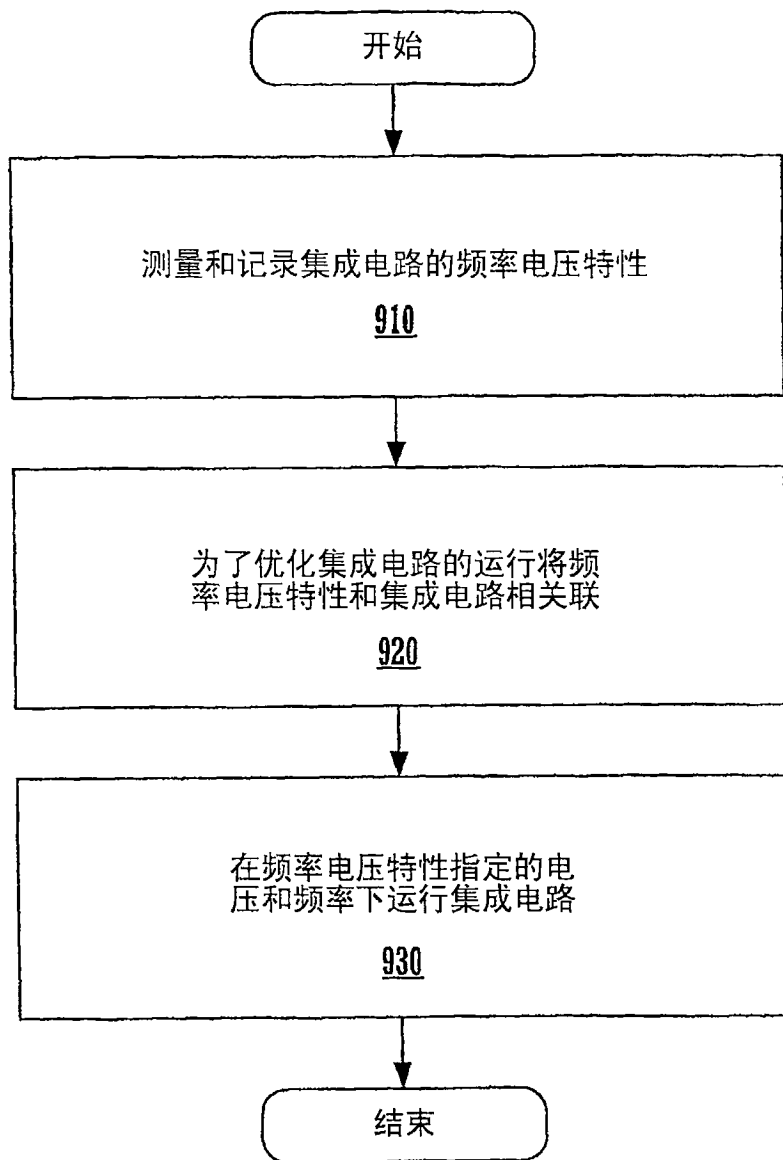 开始
测量和记录集成电路的频率电压特性
910
为了优化集成电路的运行将频
率电压特性和集成电路相关联
920
在频率电压特性指定的电
压和频率下运行集成电路
930
结束